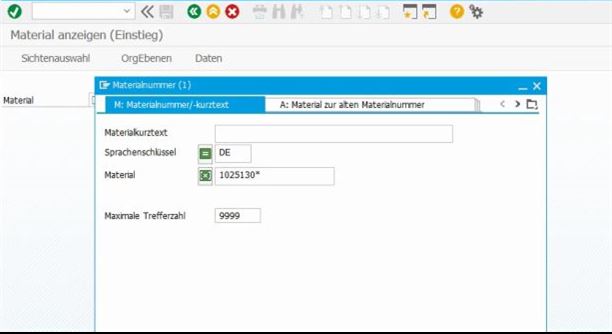 Material anzeigen (Einstieg)
Sichtenauswahl OrgEbenen Daten
Materialnummer (1)
M: Materialnummer/-kurztext A: Material zur alten Materialnummer
Material
Materialkurztext
Sprachenschlüssel = DE
Material 1025130*
Maximale Trefferzahl 9999